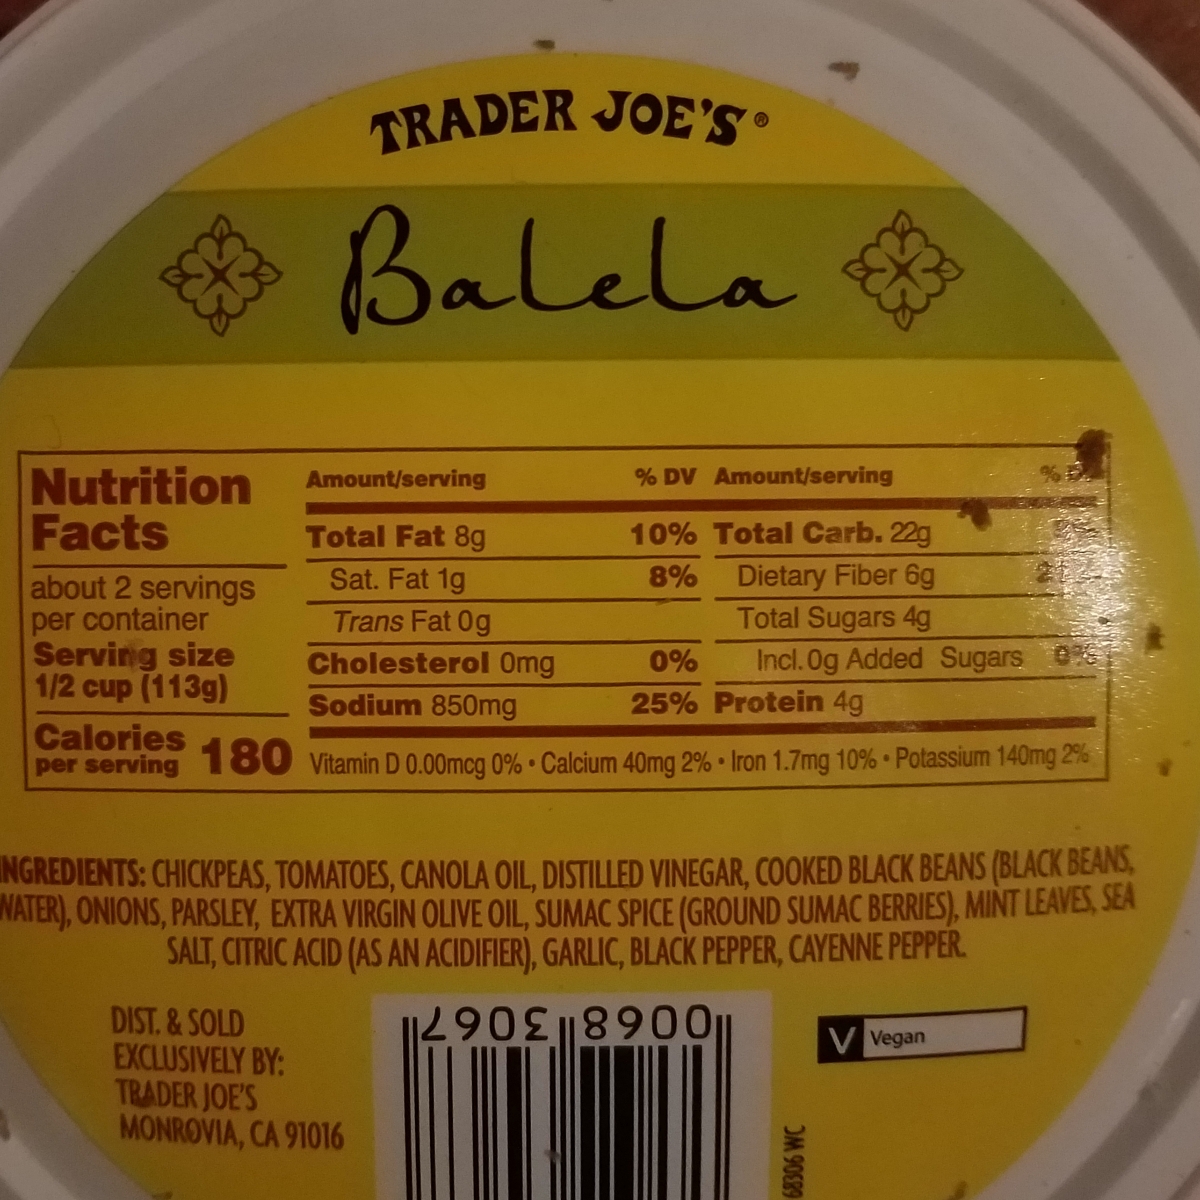 TRADER JOE'S®
Balela
Nutrition
Facts
about 2 servings
per container
Serving size
1/2 cup (113g)
Calories
per serving 180
Amount/serving % DV
Total Fat 8g 10%
Sat. Fat 1g 8%
Trans Fat 0g
Cholesterol 0mg 0%
Sodium 850mg 25%
Amount/serving %
Total Carb. 22g
Dietary Fiber 6g
Total Sugars 4g
Incl. 0g Added Sugars 0%
Protein 4g
Vitamin D 0.00mcg 0% • Calcium 40mg 2% • Iron 1.7mg 10% • Potassium 140mg 2%
INGREDIENTS: CHICKPEAS, TOMATOES, CANOLA OIL, DISTILLED VINEGAR, COOKED BLACK BEANS (BLACK BEANS,
WATER), ONIONS, PARSLEY, EXTRA VIRGIN OLIVE OIL, SUMAC SPICE (GROUND SUMAC BERRIES), MINT LEAVES, SEA
SALT, CITRIC ACID (AS AN ACIDIFIER), GARLIC, BLACK PEPPER, CAYENNE PEPPER.
DIST. & SOLD
EXCLUSIVELY BY:
TRADER JOE'S
MONROVIA, CA 91016
0068 3067
V Vegan
68306 WC